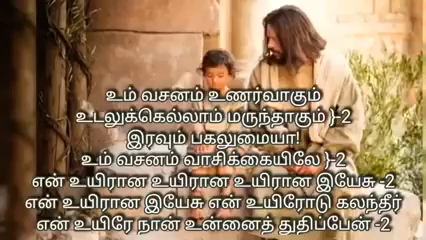 உம் வசனம் உணர்வாகும்
உடலுக்கெல்லாம் மருந்தாகும் }-2
இரவும் பகலுமையா!
உம் வசனம் வாசிக்கையிலே }-2
என் உயிரான உயிரான உயிரான இயேசு -2
என் உயிரான இயேசு என் உயிரோடு கலந்தீர்
என் உயிரே நான் உன்னைத் துதிப்பேன் -2